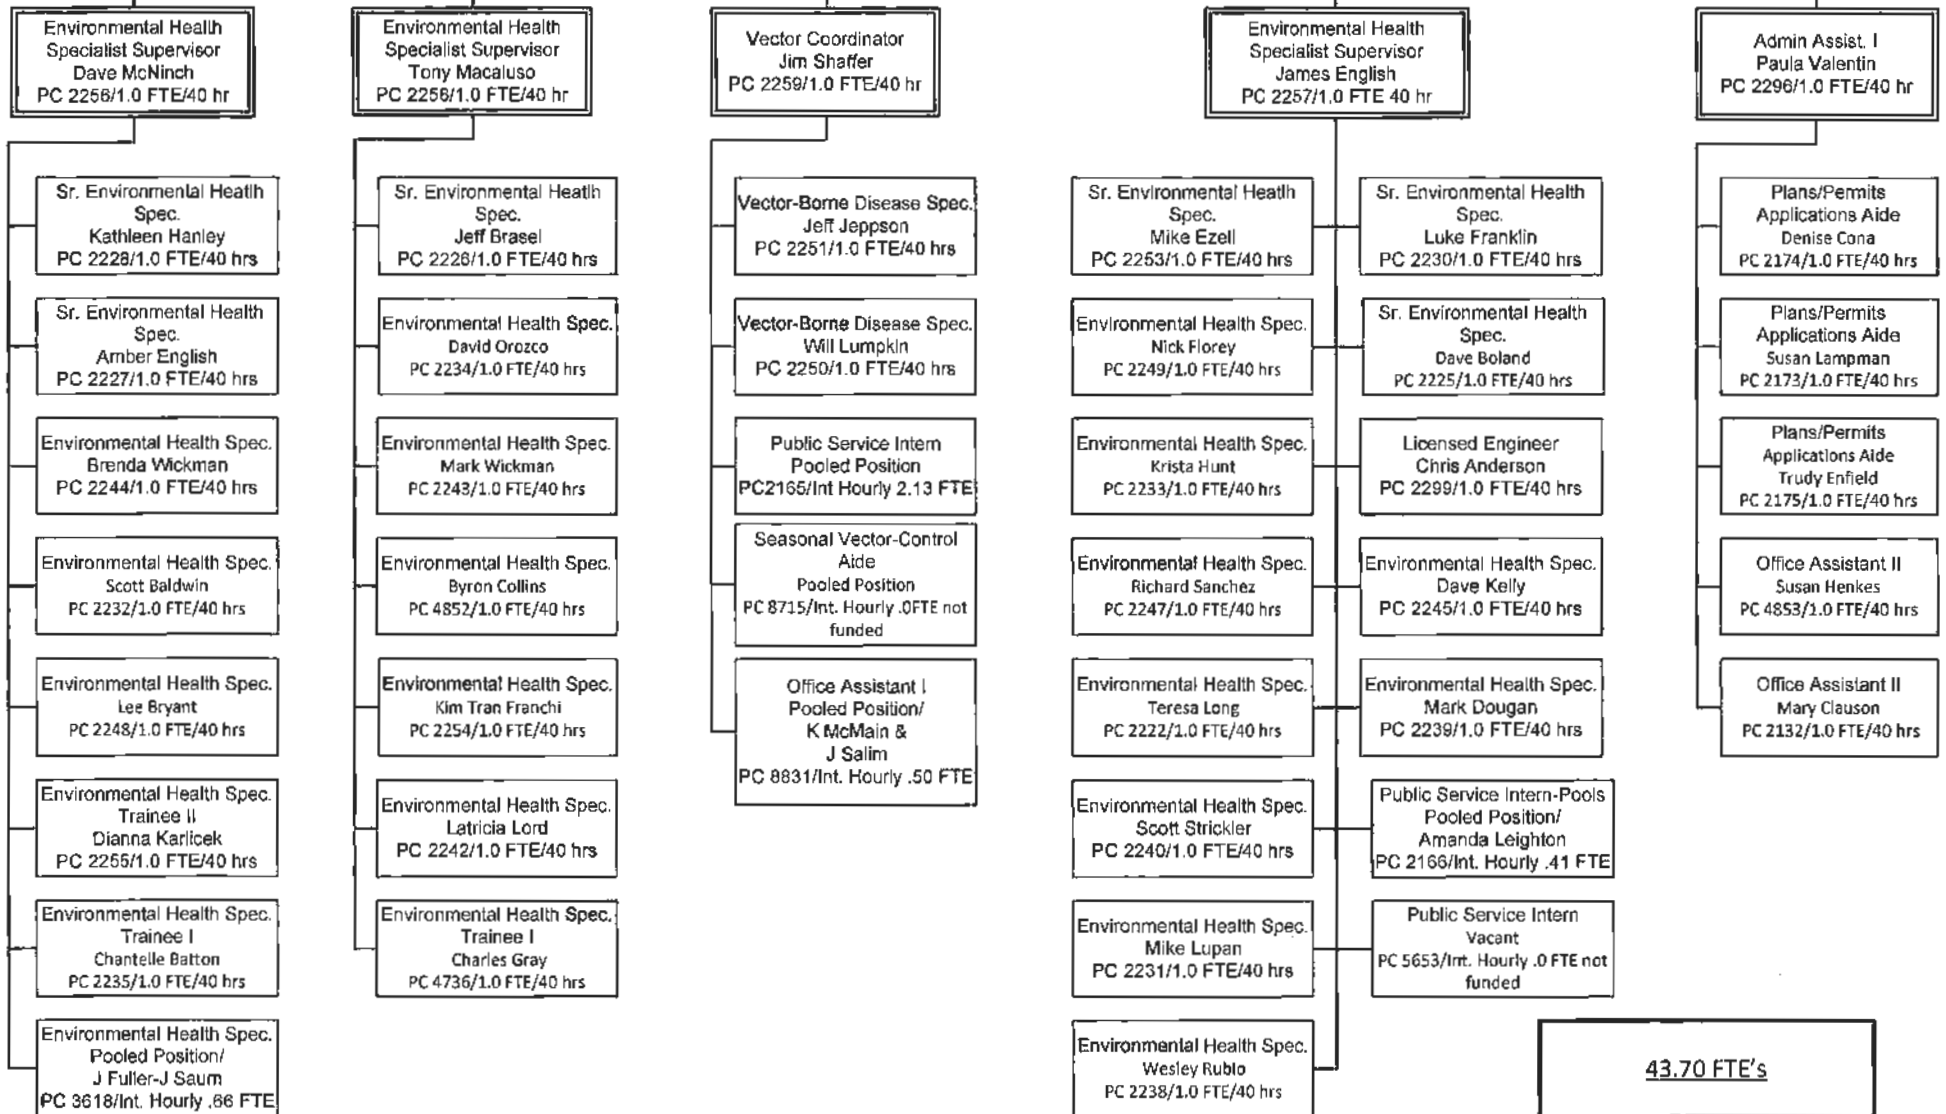 Environmental Health
Specialist Supervisor
Dave McNinch
PC 2256/1.0 FTE/40 hr
Sr. Environmental Heatlh
Spec.
Kathleen Hanley
PC 2228/1.0 FTE/40 hrs
Sr. Environmental Health
Spec.
Amber English
PC 2227/1.0 FTE/40 hrs
Environmental Health Spec.
Brenda Wickman
PC 2244/1.0 FTE/40 hrs
Environmental Health Spec.
Scott Baldwin
PC 2232/1.0 FTE/40 hrs
Environmental Health Spec.
Lee Bryant
PC 2248/1.0 FTE/40 hrs
Environmental Health Spec.
Trainee II
Dianna Karlicek
PC 2255/1.0 FTE/40 hrs
Environmental Health Spec.
Trainee I
Chantelle Batton
PC 2235/1.0 FTE/40 hrs
Environmental Health Spec.
Pooled Position/
J Fuller-J Saum
PC 3618/Int. Hourly .66 FTE
Environmental Health
Specialist Supervisor
Tony Macaluso
PC 2258/1.0 FTE/40 hr
Sr. Environmental Heatlh
Spec.
Jeff Brasel
PC 2226/1.0 FTE/40 hrs
Environmental Health Spec.
David Orozco
PC 2234/1.0 FTE/40 hrs
Environmental Health Spec.
Mark Wickman
PC 2243/1.0 FTE/40 hrs
Environmental Health Spec.
Byron Collins
PC 4852/1.0 FTE/40 hrs
Environmental Health Spec.
Kim Tran Franchi
PC 2254/1.0 FTE/40 hrs
Environmental Health Spec.
Latricia Lord
PC 2242/1.0 FTE/40 hrs
Environmental Health Spec.
Trainee I
Charles Gray
PC 4736/1.0 FTE/40 hrs
Vector Coordinator
Jim Shaffer
PC 2259/1.0 FTE/40 hr
Vector-Borne Disease Spec.
Jeff Jeppson
PC 2251/1.0 FTE/40 hrs
Vector-Borne Disease Spec.
Will Lumpkin
PC 2250/1.0 FTE/40 hrs
Public Service Intern
Pooled Position
PC2165/Int Hourly 2.13 FTE
Seasonal Vector-Control
Aide
Pooled Position
PC 8715/Int. Hourly .0FTE not
funded
Office Assistant I
Pooled Position/
K McMain &
J Salim
PC 8831/Int. Hourly .50 FTE
Environmental Health
Specialist Supervisor
James English
PC 2257/1.0 FTE 40 hr
Sr. Environmental Heatlh
Spec.
Mike Ezell
PC 2253/1.0 FTE/40 hrs
Environmental Health Spec.
Nick Florey
PC 2249/1.0 FTE/40 hrs
Environmental Health Spec.
Krista Hunt
PC 2233/1.0 FTE/40 hrs
Environmental Health Spec.
Richard Sanchez
PC 2247/1.0 FTE/40 hrs
Environmental Health Spec.
Teresa Long
PC 2222/1.0 FTE/40 hrs
Environmental Health Spec.
Scott Strickler
PC 2240/1.0 FTE/40 hrs
Environmental Health Spec.
Mike Lupan
PC 2231/1.0 FTE/40 hrs
Environmental Health Spec.
Wesley Rubio
PC 2238/1.0 FTE/40 hrs
Sr. Environmental Health
Spec.
Luke Franklin
PC 2230/1.0 FTE/40 hrs
Sr. Environmental Health
Spec.
Dave Boland
PC 2225/1.0 FTE/40 hrs
Licensed Engineer
Chris Anderson
PC 2299/1.0 FTE/40 hrs
Environmental Health Spec.
Dave Kelly
PC 2245/1.0 FTE/40 hrs
Environmental Health Spec.
Mark Dougan
PC 2239/1.0 FTE/40 hrs
Public Service Intern-Pools
Pooled Position/
Amanda Leighton
PC 2166/Int. Hourly .41 FTE
Public Service Intern
Vacant
PC 5653/Int. Hourly .0 FTE not
funded
Admin Assist. I
Paula Valentin
PC 2296/1.0 FTE/40 hr
Plans/Permits
Applications Aide
Denise Cona
PC 2174/1.0 FTE/40 hrs
Plans/Permits
Applications Aide
Susan Lampman
PC 2173/1.0 FTE/40 hrs
Plans/Permits
Applications Aide
Trudy Enfield
PC 2175/1.0 FTE/40 hrs
Office Assistant II
Susan Henkes
PC 4853/1.0 FTE/40 hrs
Office Assistant II
Mary Clauson
PC 2132/1.0 FTE/40 hrs
43.70 FTE's